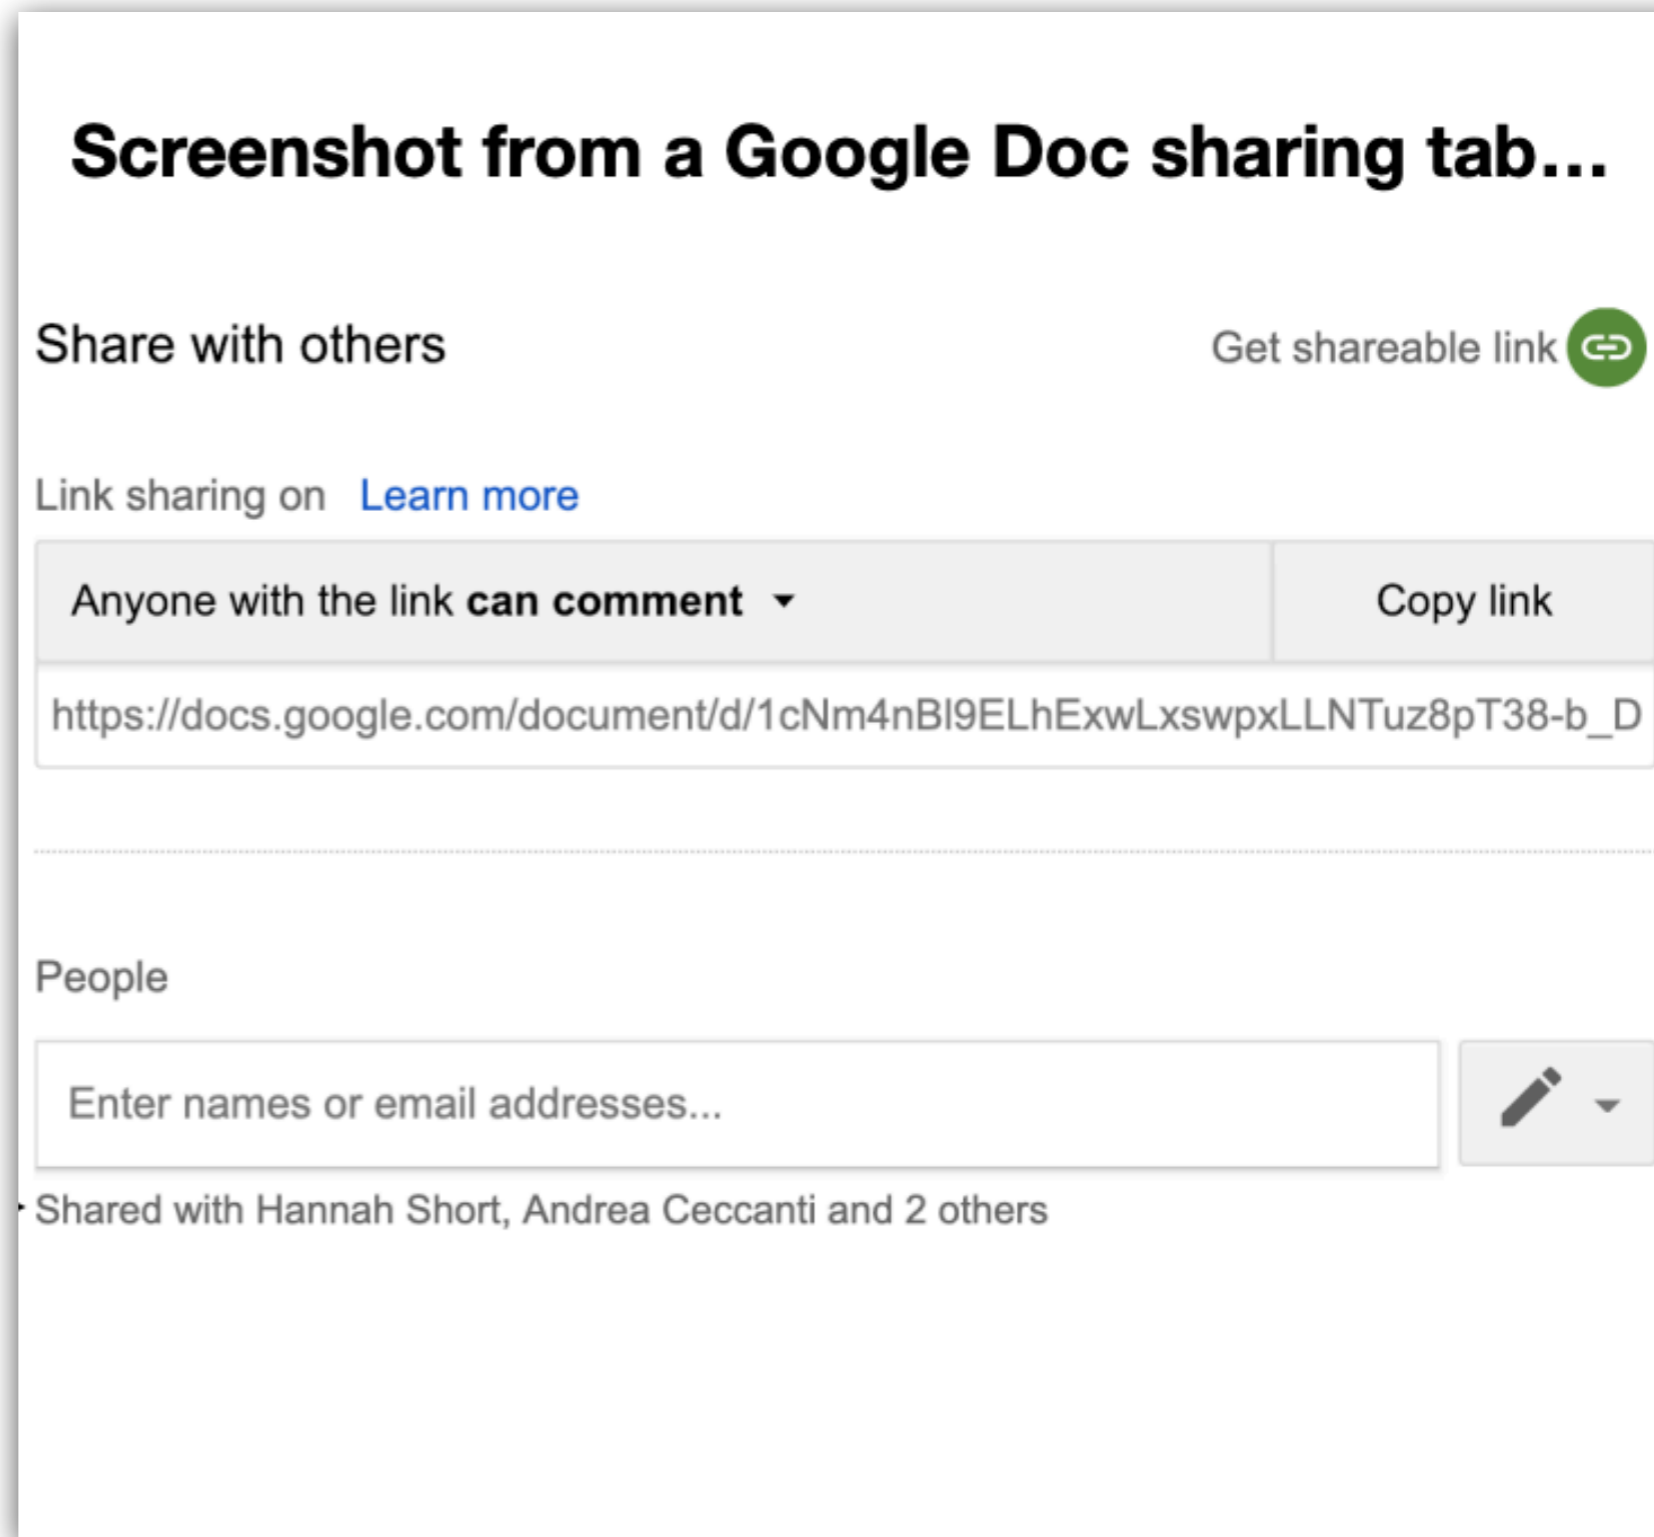 Screenshot from a Google Doc sharing tab...
Share with others
Get shareable link
Link sharing on Learn more
Anyone with the link can comment
Copy link
https://docs.google.com/document/d/1cNm4nBl9ELhExwLxswpxLLNTuz8pT38-b_D
People
Enter names or email addresses...
Shared with Hannah Short, Andrea Ceccanti and 2 others